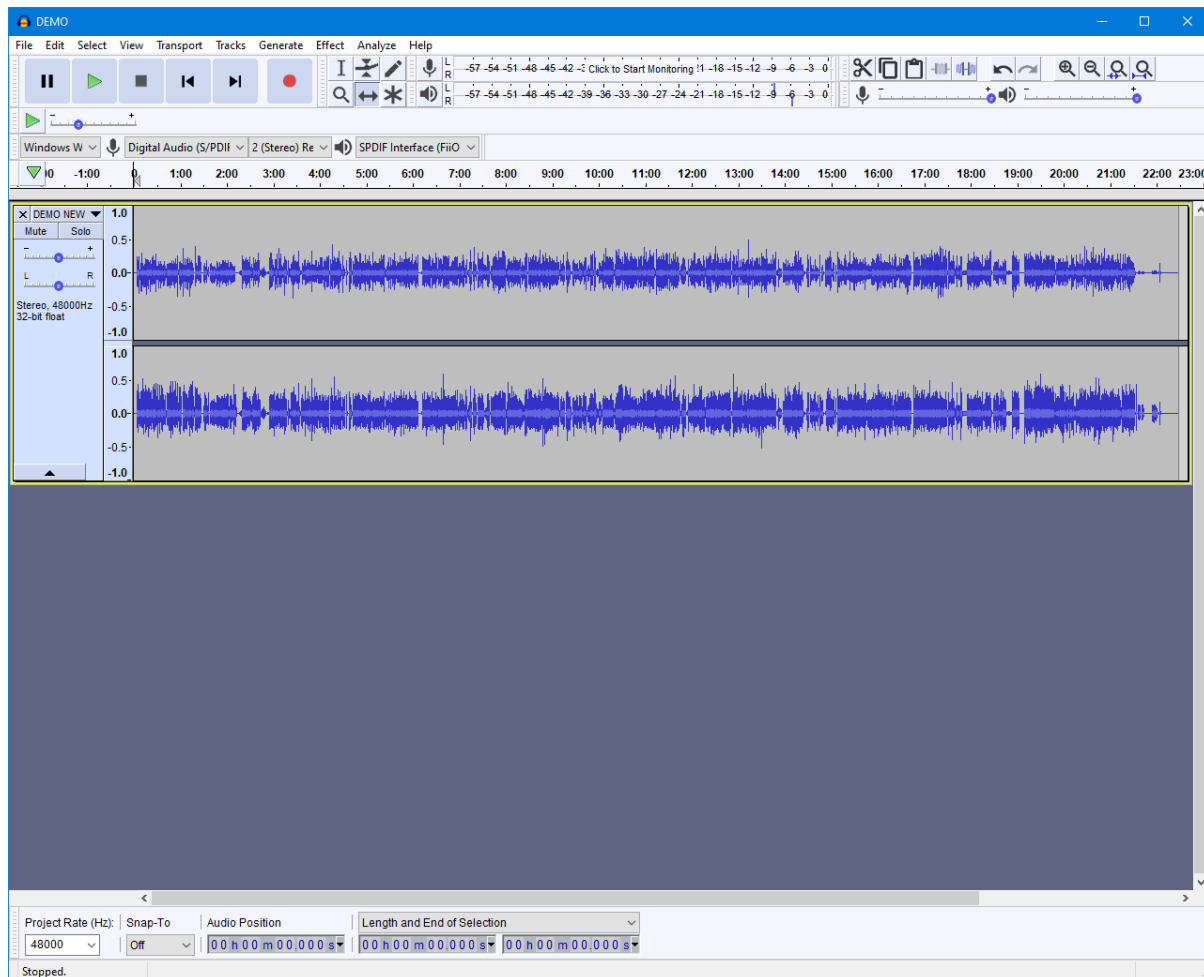 DEMO
File Edit Select View Transport Tracks Generate Effect Analyze Help
L R -57 -54 -51 -48 -45 -42 Click to Start Monitoring -18 -15 -12 -9 -6 -3 0
L R -57 -54 -51 -48 -45 -42 -39 -36 -33 -30 -27 -24 -21 -18 -15 -12 -9 -6 -3 0
- +
Windows W Digital Audio (S/PDIF 2 (Stereo) Re SPDIF Interface (FiiO
-1:00 0 1:00 2:00 3:00 4:00 5:00 6:00 7:00 8:00 9:00 10:00 11:00 12:00 13:00 14:00 15:00 16:00 17:00 18:00 19:00 20:00 21:00 22:00 23:00
DEMO NEW
Mute Solo
- +
L R
Stereo, 48000Hz
32-bit float
1.0
0.5
0.0
-0.5
-1.0
1.0
0.5
0.0
-0.5
-1.0
Project Rate (Hz): Snap-To Audio Position Length and End of Selection
48000 Off 00 h 00 m 00.000 s 00 h 00 m 00.000 s 00 h 00 m 00.000 s
Stopped.